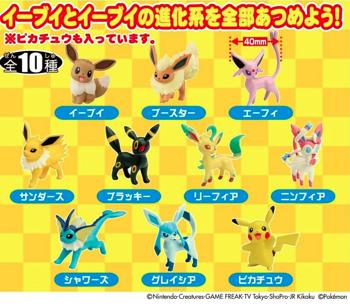 イーブイとイーブイの進化系を全部あつめよう!
※ピカチュウも入っています。
全10種
ぜん しゅ
40mm
イーブイ
ブースター
エーフィ
サンダース
ブラッキー
リーフィア
ニンフィア
シャワーズ
グレイシア
ピカチュウ
©Nintendo・Creatures・GAME FREAK・TV Tokyo・ShoPro・JR Kikaku ©Pokémon